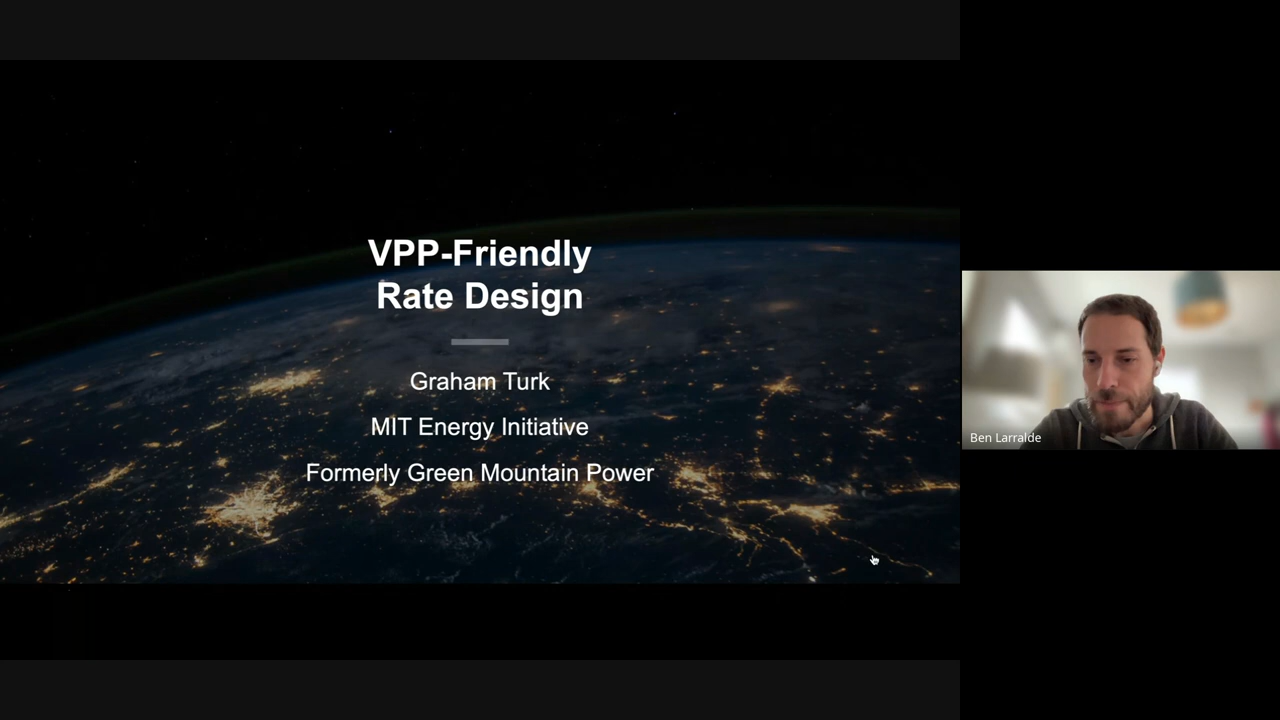 VPP-Friendly
Rate Design
Graham Turk
MIT Energy Initiative
Formerly Green Mountain Power
Ben Larralde